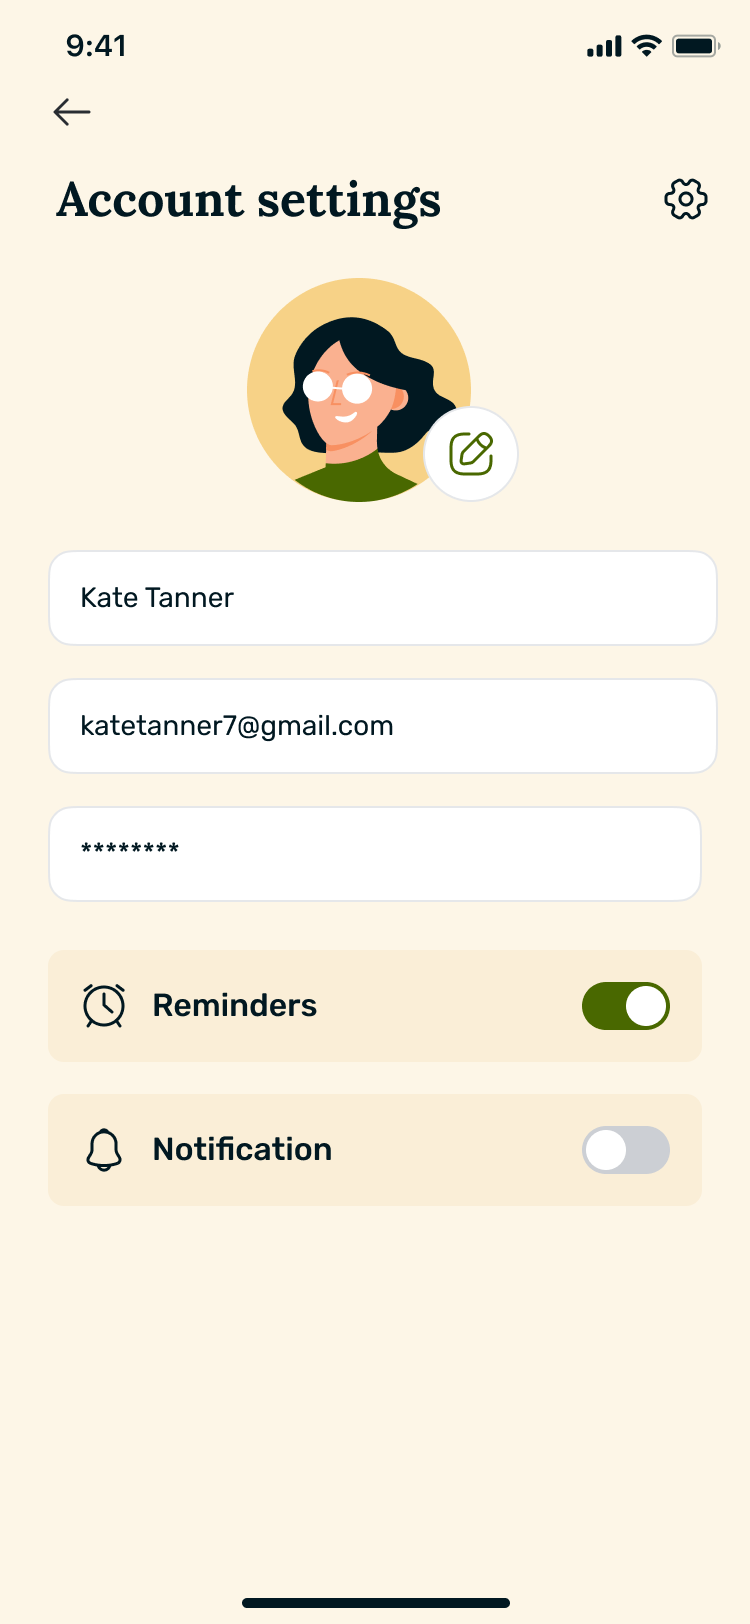 9:41
Account settings
Kate Tanner
katetanner7@gmail.com
********
Reminders
Notification